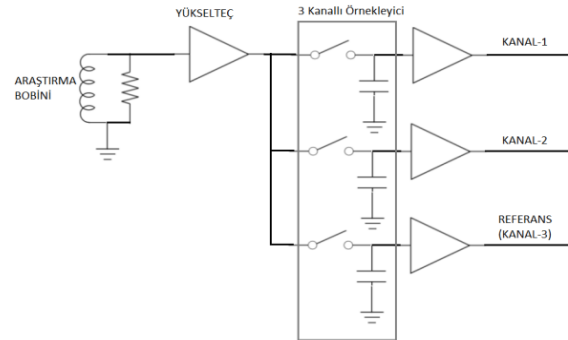 3 Kanallı Örnekleyici
YÜKSELTEÇ
KANAL-1
ARAŞTIRMA
BOBİNİ
KANAL-2
REFERANS
(KANAL-3)